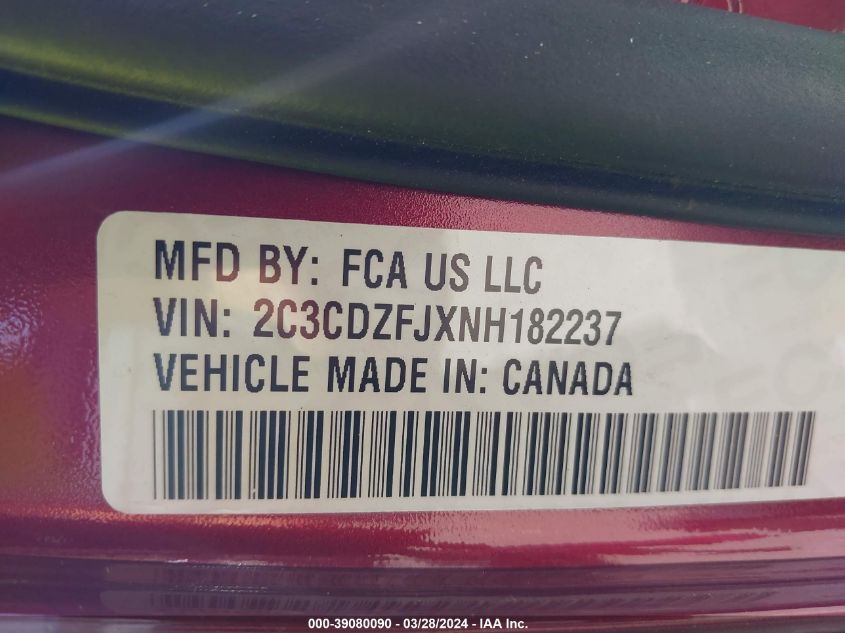 MFD BY: FCA US LLC
VIN: 2C3CDZFJXNH182237
VEHICLE MADE IN: CANADA
000-39080090 - 03/28/2024 - IAA Inc.